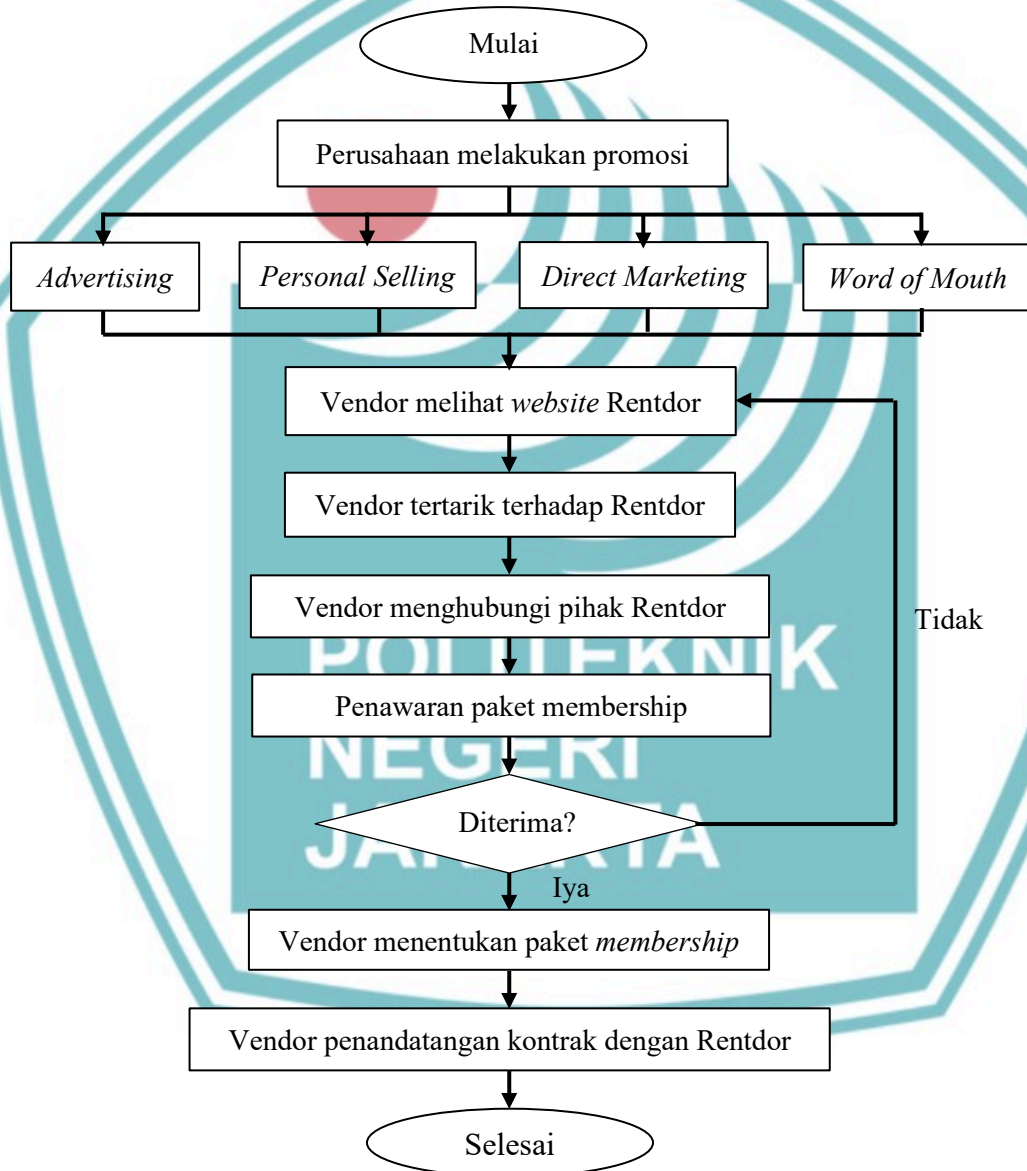 Mulai
Perusahaan melakukan promosi
Advertising
Personal Selling
Direct Marketing
Word of Mouth
Vendor melihat website Rentdor
Vendor tertarik terhadap Rentdor
Vendor menghubungi pihak Rentdor
Tidak
POLITEKNIK
Penawaran paket membership
NEGERI
Diterima?
JAKARTA
Iya
Vendor menentukan paket membership
Vendor penandatangan kontrak dengan Rentdor
Selesai